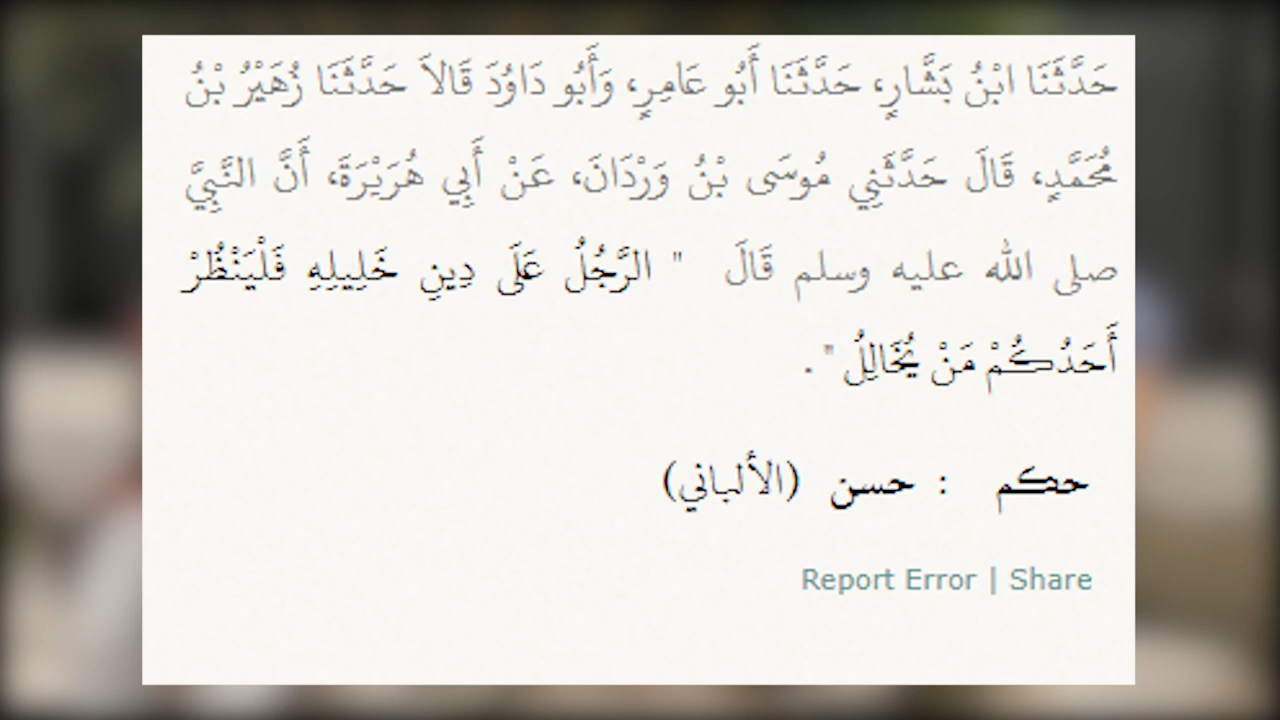 حَدَّثَنَا ابْنُ بَشَّارٍ، حَدَّثَنَا أَبُو عَامِرٍ، وَأَبُو دَاوُدَ قَالاَ حَدَّثَنَا زُهَيْرُ بْنُ
مُحَمَّدٍ، قَالَ حَدَّثَنِي مُوسَى بْنُ وَرْدَانَ، عَنْ أَبِي هُرَيْرَةَ، أَنَّ النَّبِيَّ
صلى الله عليه وسلم قَالَ " الرَّجُلُ عَلَى دِينِ خَلِيلِهِ فَلْيَنْظُرْ
أَحَدُكُمْ مَنْ يُخَالِلُ " .
حكم : حسن (الألباني)
Report Error | Share